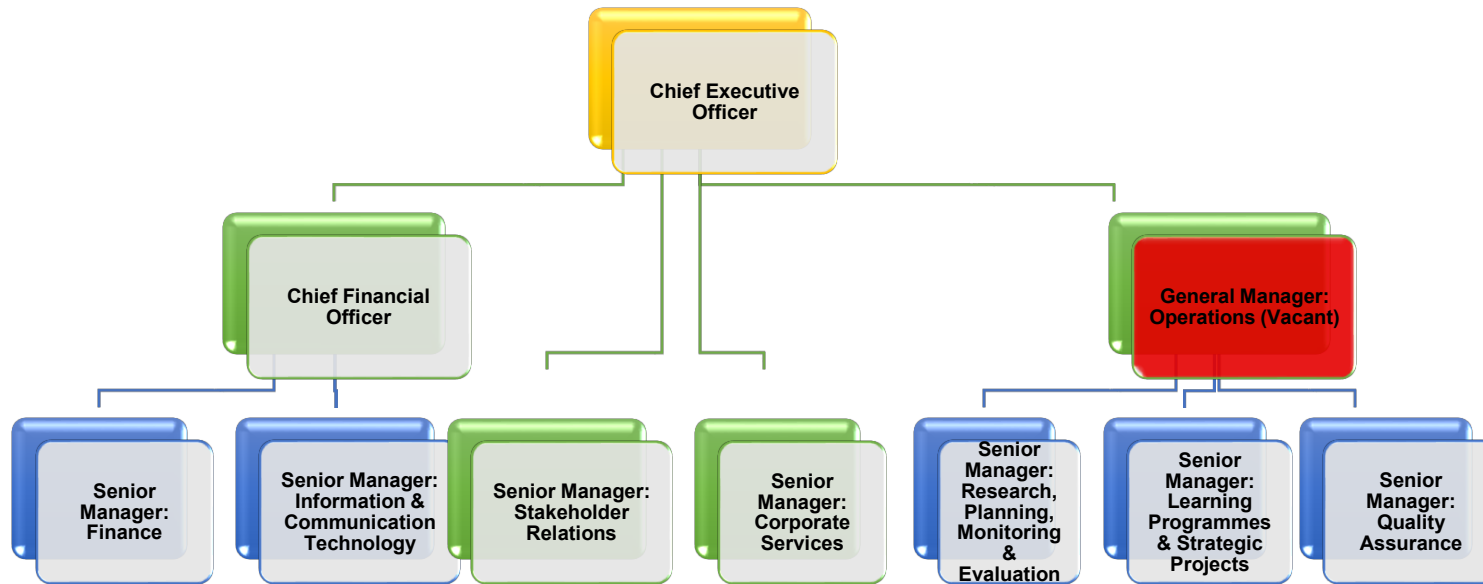 Chief Executive
Officer
Chief Financial
Officer
General Manager:
Operations (Vacant)
Senior
Manager:
Finance
Senior Manager:
Information &
Communication
Technology
Senior Manager:
Stakeholder
Relations
Senior
Manager:
Corporate
Services
Senior
Manager:
Research,
Planning,
Monitoring
&
Evaluation
Senior
Manager:
Learning
Programmes
& Strategic
Projects
Senior
Manager:
Quality
Assurance